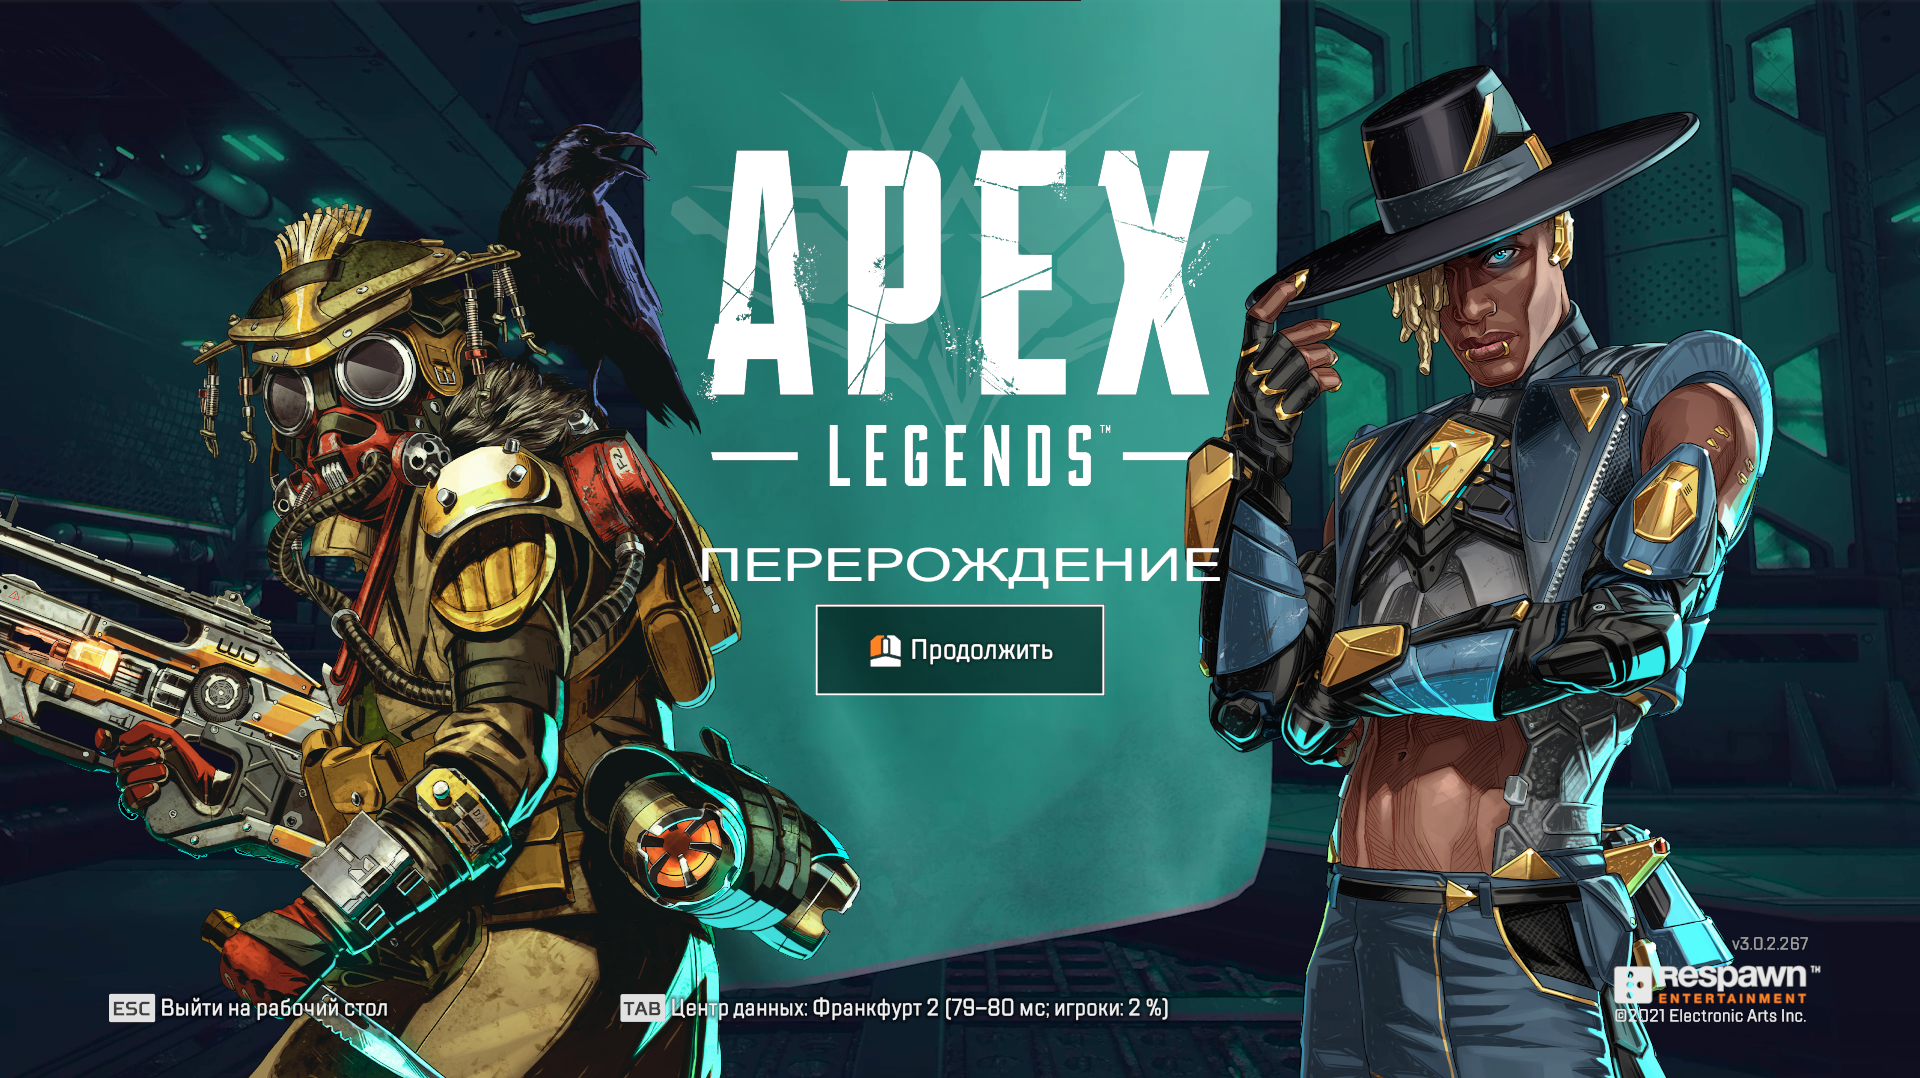 APEX
LEGENDS™
ПЕРЕРОЖДЕНИЕ
Продолжить
v3.0.2.267
Respawn™
ENTERTAINMENT
©2021 Electronic Arts Inc.
ESC Выйти на рабочий стол
TAB Центр данных: Франкфурт 2 (79–80 мс; игроки: 2 %)